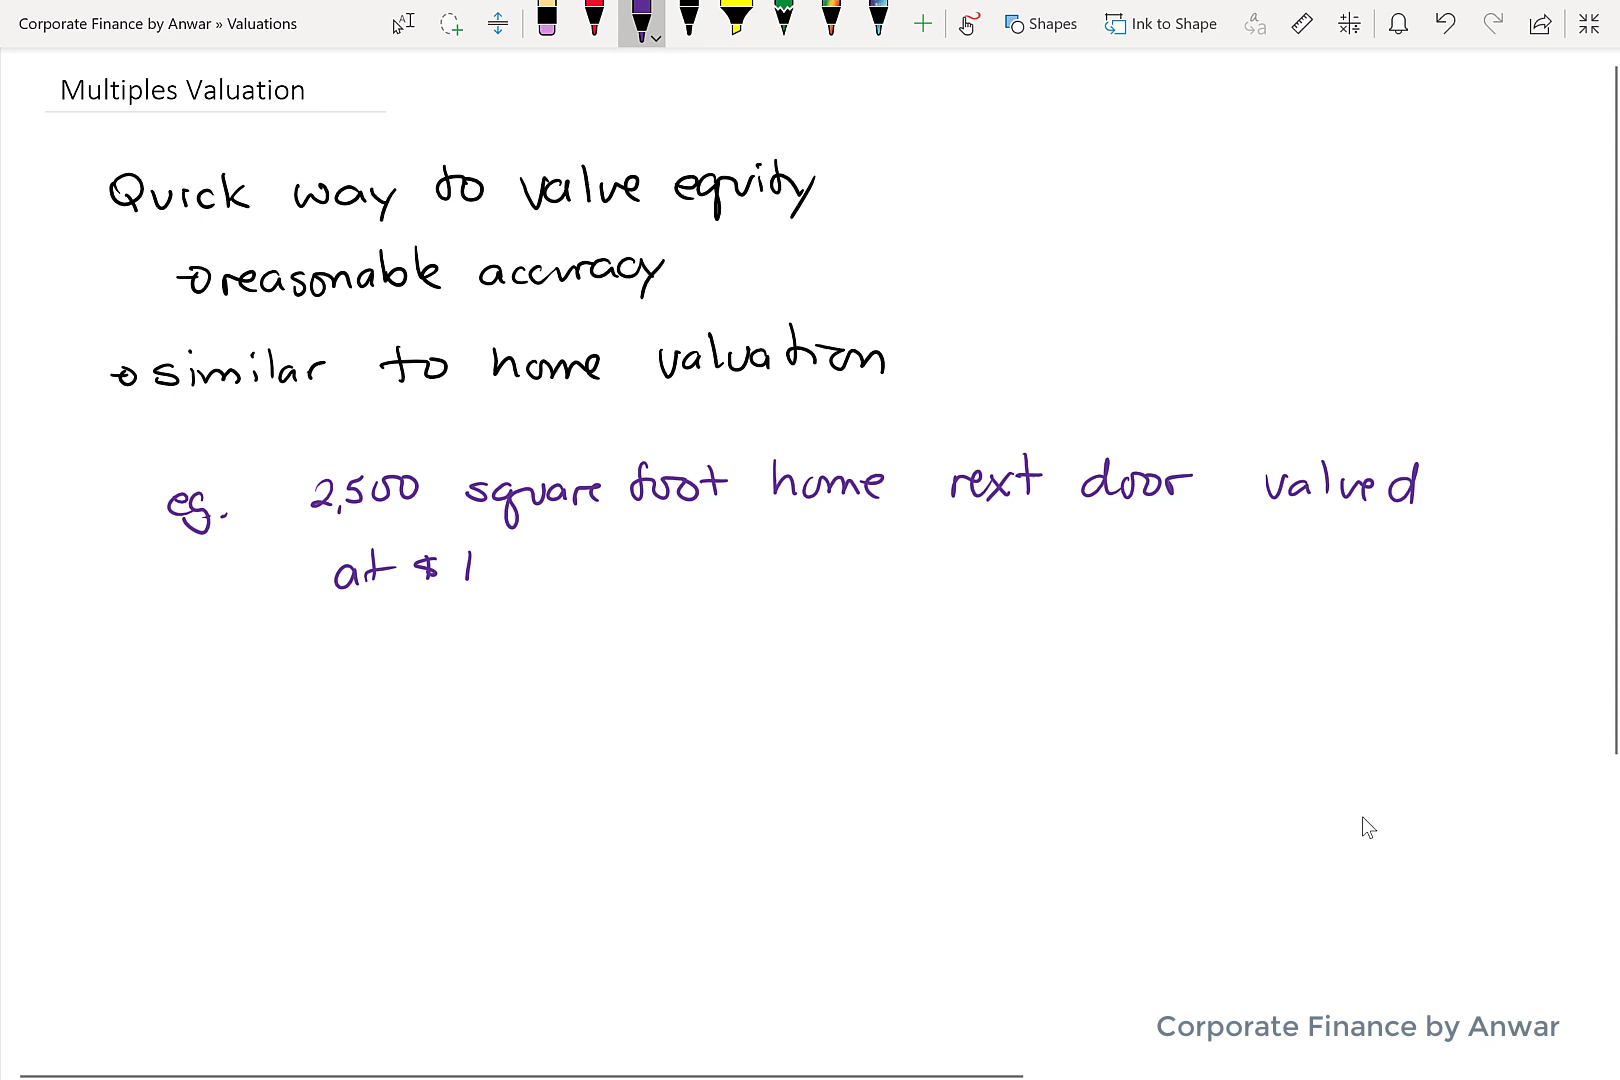 Corporate Finance by Anwar » Valuations
Shapes
Ink to Shape
Multiples Valuation
Quick way to value equity
→ reasonable accuracy
→ similar to home valuation
eg. 2,500 square foot home next door valued
at $ 1
Corporate Finance by Anwar